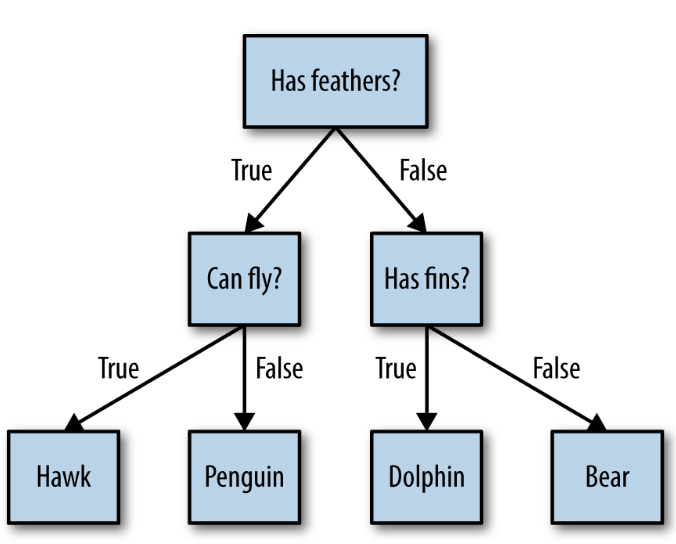 Has feathers?
True
False
Can fly?
Has fins?
True
False
True
False
Hawk
Penguin
Dolphin
Bear